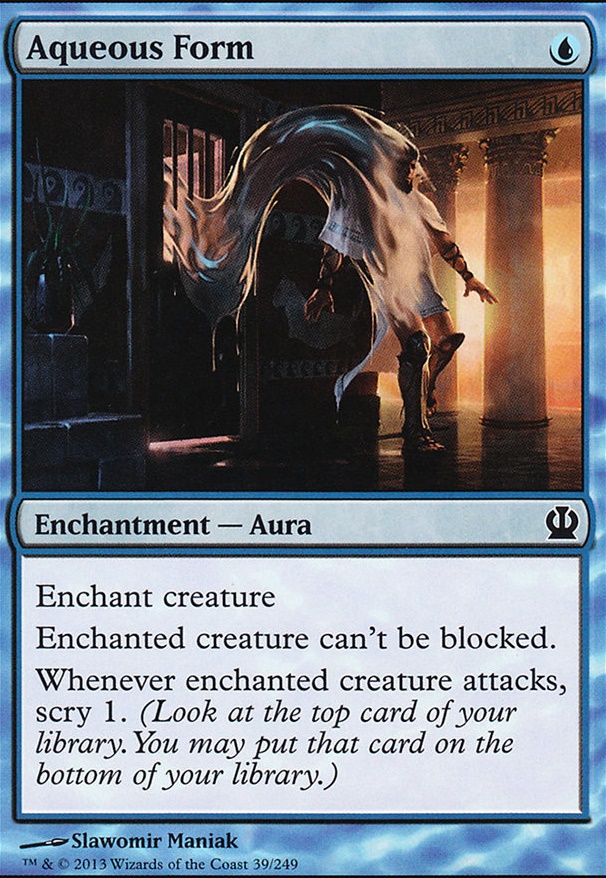 Aqueous Form
Enchantment — Aura
Enchant creature
Enchanted creature can't be blocked.
Whenever enchanted creature attacks,
scry 1. (Look at the top card of your
library. You may put that card on the
bottom of your library.)
Slawomir Maniak
™ & © 2013 Wizards of the Coast 39/249